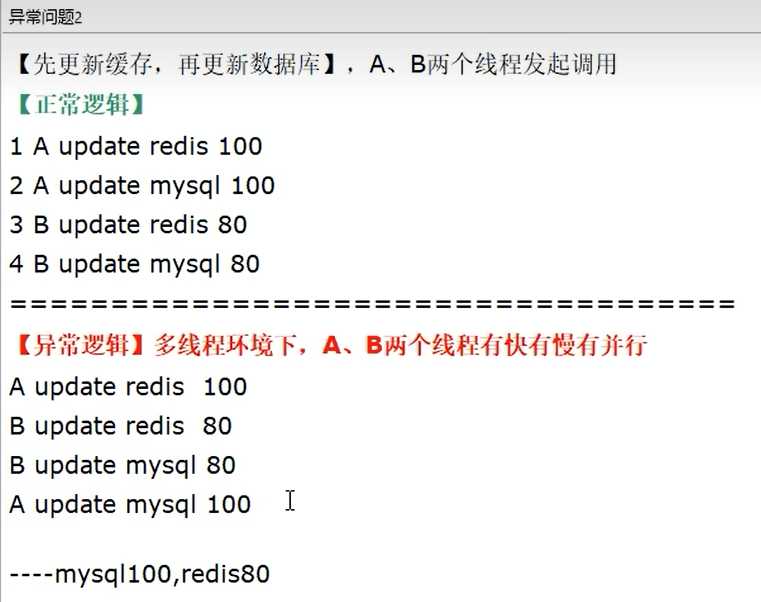 异常问题2
【先更新缓存，再更新数据库】，A、B两个线程发起调用
【正常逻辑】
1 A update redis 100
2 A update mysql 100
3 B update redis 80
4 B update mysql 80
====================================
【异常逻辑】多线程环境下，A、B两个线程有快有慢有并行
A update redis  100
B update redis  80
B update mysql 80
A update mysql 100
----mysql100,redis80